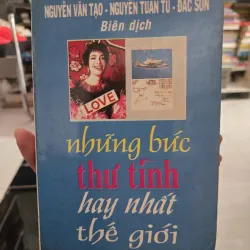 NGUYỄN VĂN TẠO - NGUYỄN TUẤN TÚ - ĐẮC SƠN
Biên dịch
LOVE
những bức
thư tình
hay nhất
thế giới